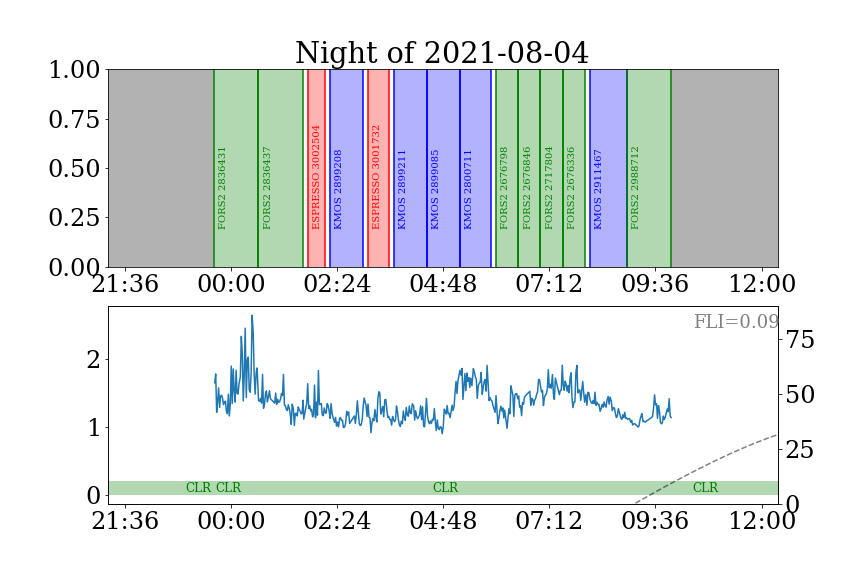 Night of 2021-08-04
1.00
0.75
0.50
0.25
0.00
FORS2 2836431
FORS2 2836437
ESPRESSO 3002504
KMOS 2899208
ESPRESSO 3001732
KMOS 2899211
KMOS 2899085
KMOS 2800711
FORS2 2676798
FORS2 2676846
FORS2 2717804
FORS2 2676336
KMOS 2911467
FORS2 2988712
21:36 00:00 02:24 04:48 07:12 09:36 12:00
FLI=0.09
2
1
0
75
50
25
0
CLR CLR CLR CLR
21:36 00:00 02:24 04:48 07:12 09:36 12:00